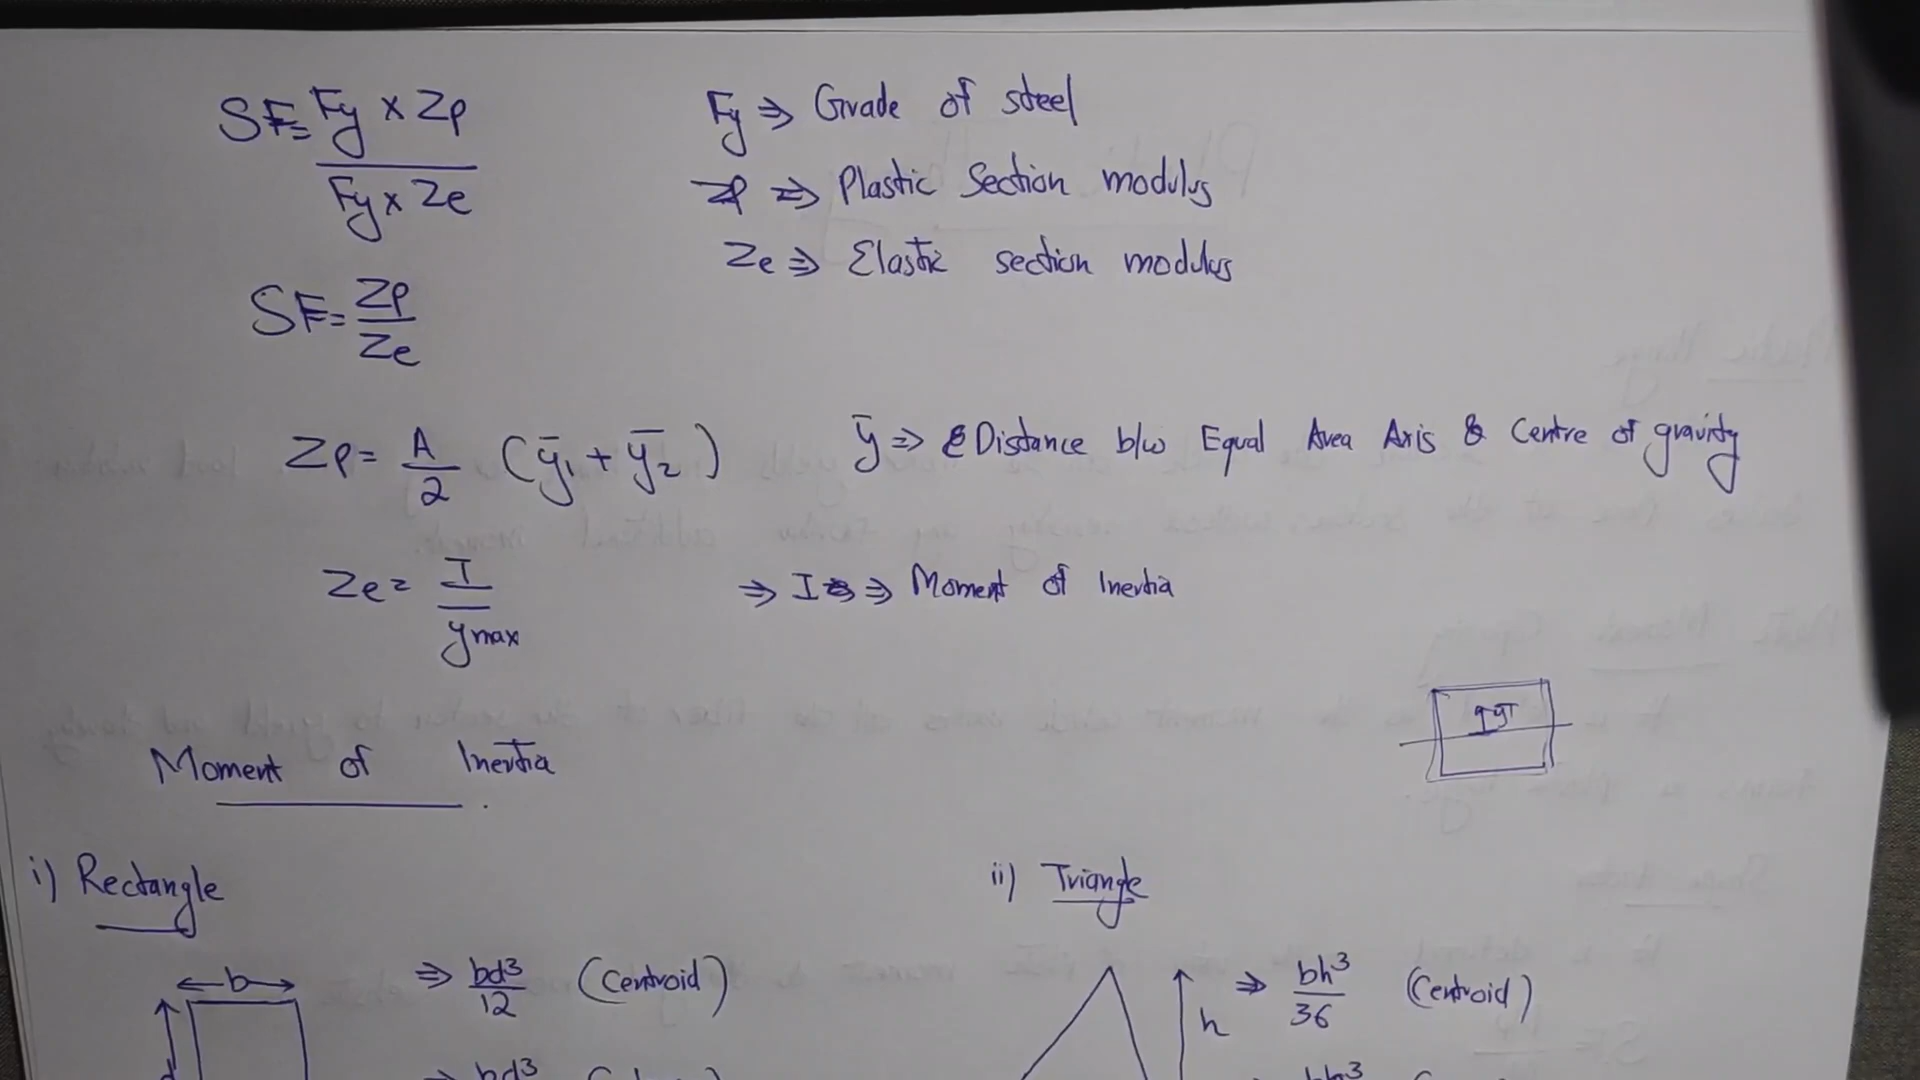 SF = Fy x Zp / Fy x Ze
Fy ⇒ Grade of steel
Zp ⇒ Plastic Section modulus
Ze ⇒ Elastic section modulus
SF = Zp / Ze
Zp = A/2 (ȳ1 + ȳ2)
ȳ ⇒ Distance b/w Equal Area Axis & Centre of gravity
Ze = I / ymax
⇒ I ⇒ Moment of Inertia
Moment of Inertia
i) Rectangle
ii) Triangle
b
⇒ bd³/12 (Centroid)
h
⇒ bh³/36 (Centroid)
bd³